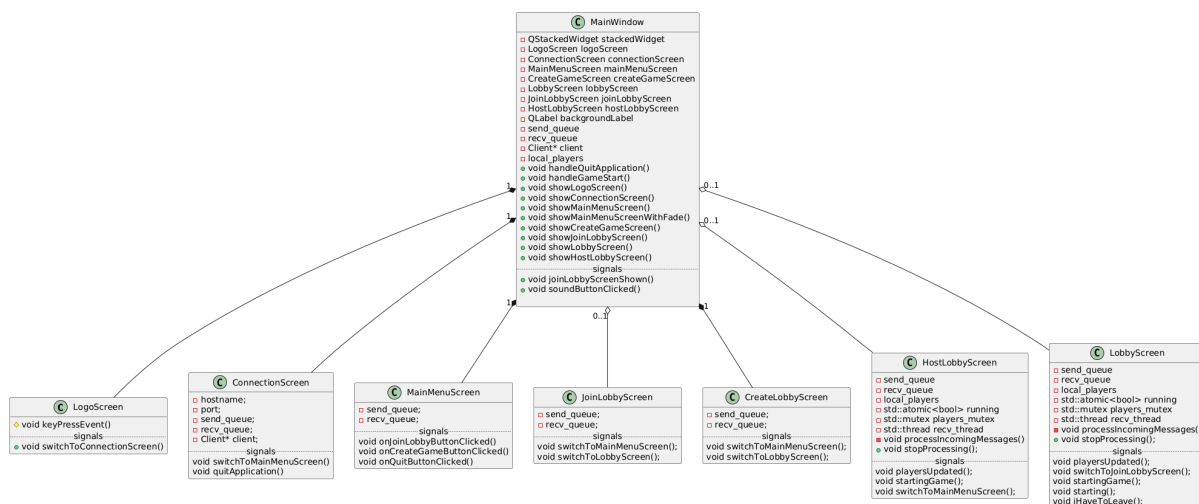 C MainWindow
QStackedWidget stackedWidget
LogoScreen logoScreen
ConnectionScreen connectionScreen
MainMenuScreen mainMenuScreen
CreateGameScreen createGameScreen
LobbyScreen lobbyScreen
JoinLobbyScreen joinLobbyScreen
HostLobbyScreen hostLobbyScreen
QLabel backgroundLabel
send_queue
recv_queue
Client* client
local_players
void handleQuitApplication()
void handleGameStart()
void showLogoScreen()
void showConnectionScreen()
void showMainMenuScreen()
void showMainMenuScreenWithFade()
void showCreateGameScreen()
void showJoinLobbyScreen()
void showLobbyScreen()
void showHostLobbyScreen()
signals
void joinLobbyScreenShown()
void soundButtonClicked()
1
1
1
0..1
1
0..1
0..1
C LogoScreen
void keyPressEvent()
signals
void switchToConnectionScreen()
C ConnectionScreen
hostname;
port;
send_queue;
recv_queue;
Client* client;
signals
void switchToMainMenuScreen()
void quitApplication()
C MainMenuScreen
send_queue;
recv_queue;
signals
void onJoinLobbyButtonClicked()
void onCreateGameButtonClicked()
void onQuitButtonClicked()
C JoinLobbyScreen
send_queue;
recv_queue;
signals
void switchToMainMenuScreen();
void switchToLobbyScreen();
C CreateLobbyScreen
send_queue;
recv_queue;
signals
void switchToMainMenuScreen();
void switchToLobbyScreen();
C HostLobbyScreen
send_queue
recv_queue
local_players
std::atomic<bool> running
std::mutex players_mutex
std::thread recv_thread
void processIncomingMessages()
void stopProcessing();
signals
void playersUpdated();
void startingGame();
void switchToMainMenuScreen();
C LobbyScreen
send_queue
recv_queue
local_players
std::atomic<bool> running
std::mutex players_mutex
std::thread recv_thread
void processIncomingMessages(
void stopProcessing();
signals
void playersUpdated();
void switchToJoinLobbyScreen();
void startingGame();
void starting();
void iHaveToLeave();